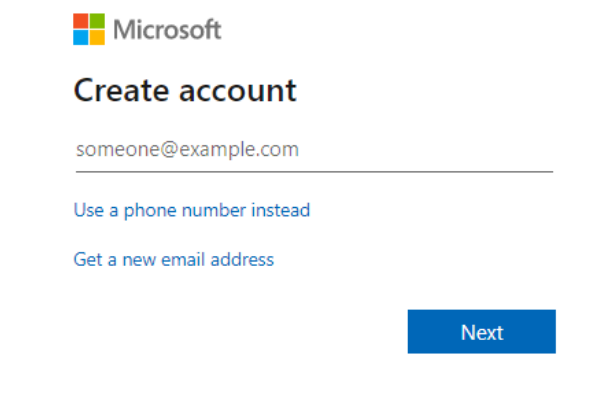 Microsoft
Create account
someone@example.com
Use a phone number instead
Get a new email address
Next